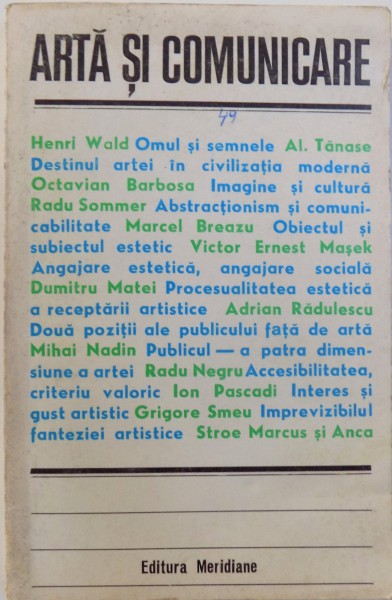 ARTĂ ȘI COMUNICARE
49
Henri Wald Omul și semnele Al. Tănase
Destinul artei în civilizația modernă
Octavian Barbosa Imagine și cultură
Radu Sommer Abstracționism și comuni-
cabilitate Marcel Breazu Obiectul și
subiectul estetic Victor Ernest Mașek
Angajare estetică, angajare socială
Dumitru Matei Procesualitatea estetică
a receptării artistice Adrian Rădulescu
Două poziții ale publicului față de artă
Mihai Nadin Publicul — a patra dimen-
siune a artei Radu Negru Accesibilitatea,
criteriu valoric Ion Pascadi Interes și
gust artistic Grigore Smeu Imprevizibilul
fanteziei artistice Stroe Marcus și Anca
Editura Meridiane